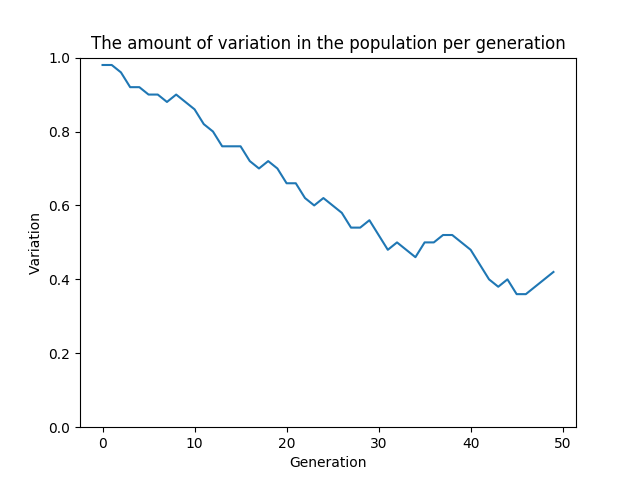 The amount of variation in the population per generation
1.0
0.8
0.6
0.4
0.2
0.0
Variation
0 10 20 30 40 50
Generation